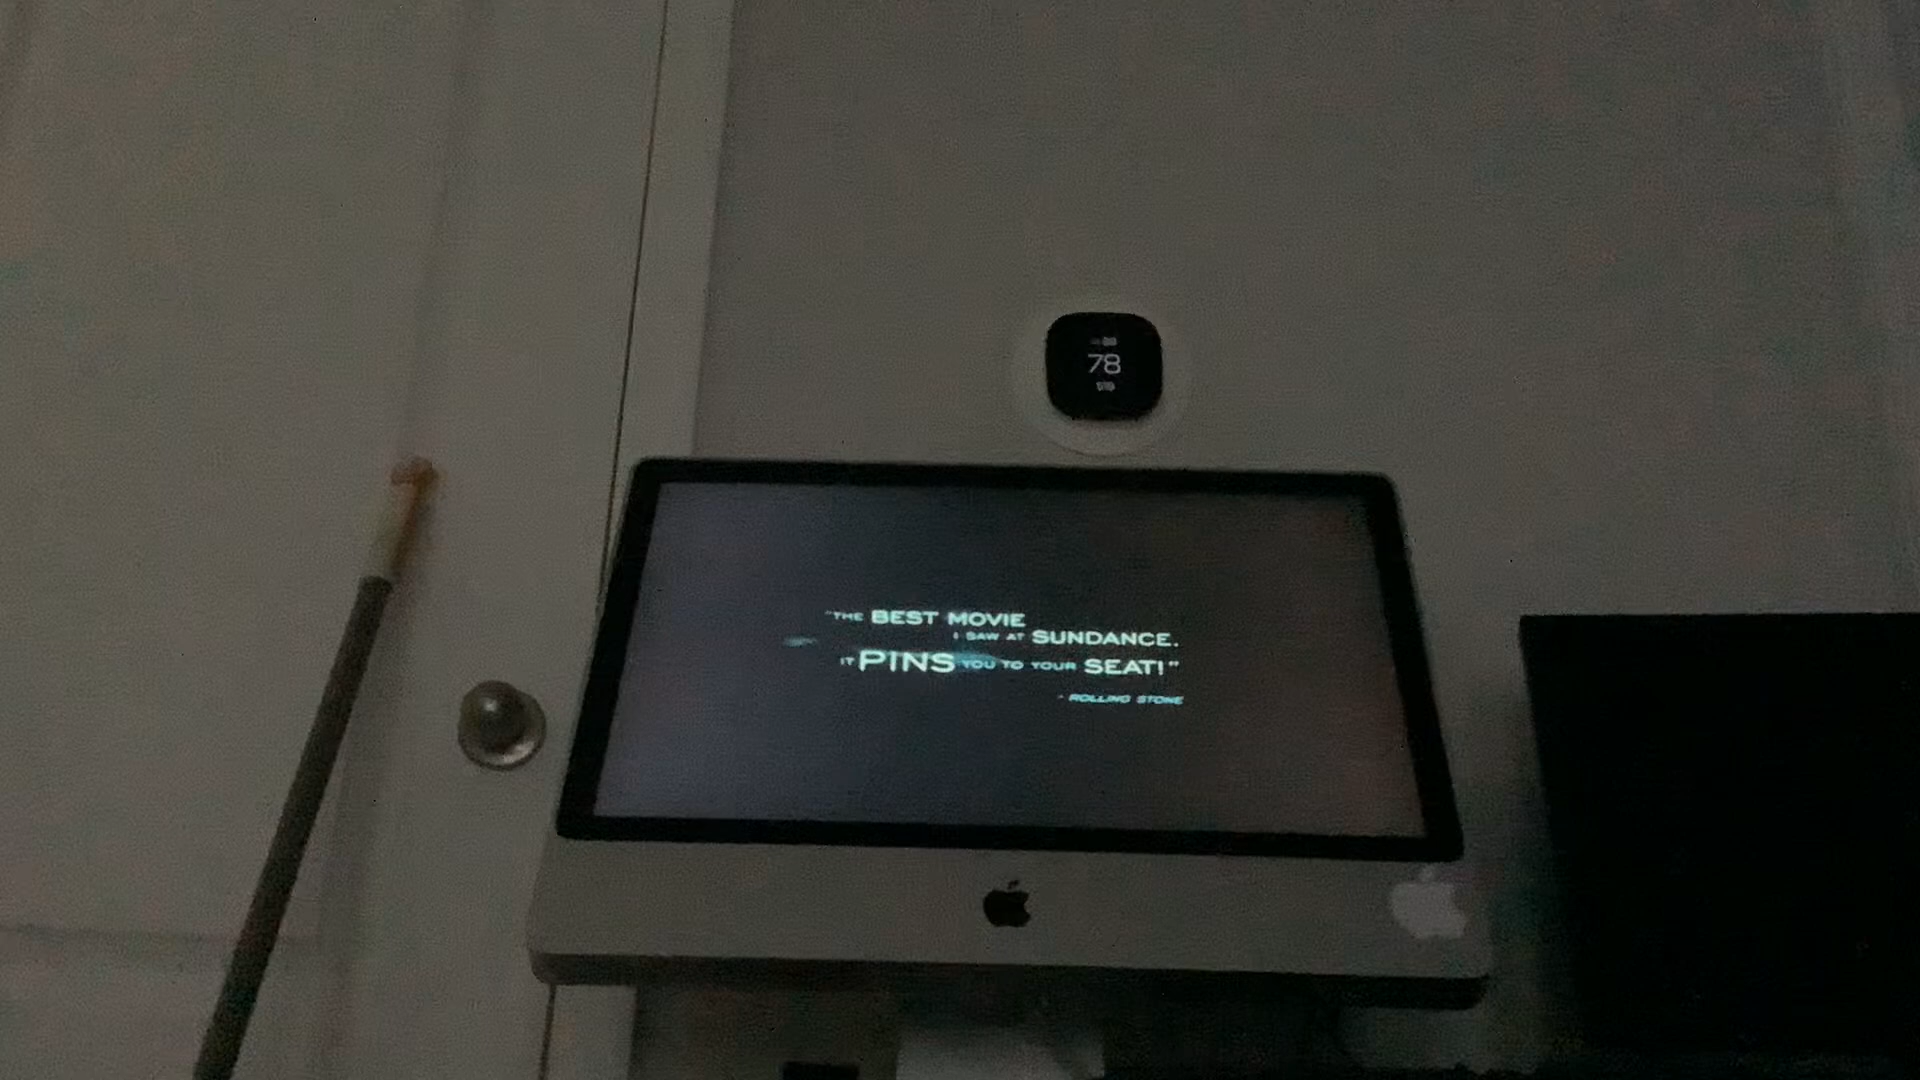 78
"THE BEST MOVIE
I SAW AT SUNDANCE.
IT PINS YOU TO YOUR SEAT!"
- ROLLING STONE